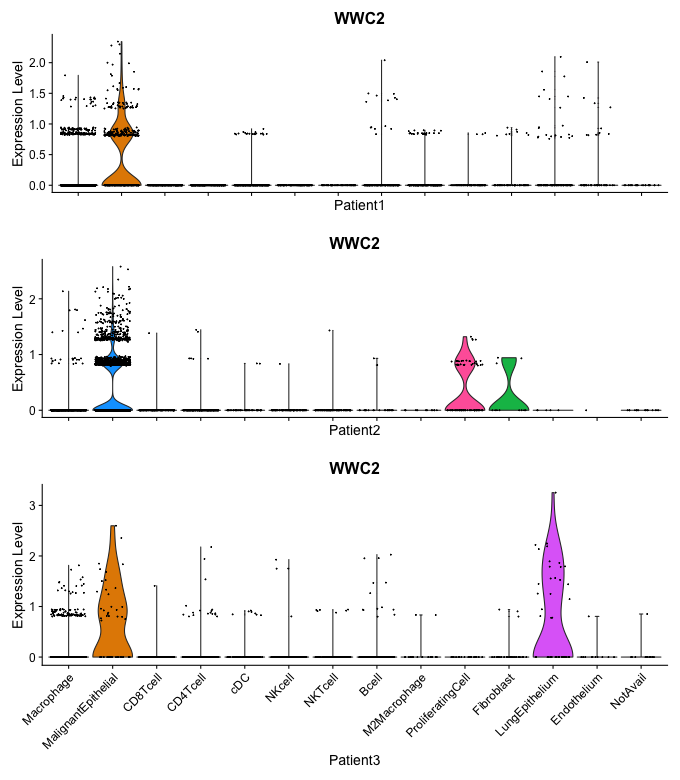 WWC2
Expression Level
2.0
1.5
1.0
0.5
0.0
Patient1
WWC2
Expression Level
2
1
0
Patient2
WWC2
Expression Level
3
2
1
0
Macrophage
MalignantEpithelial
CD8Tcell
CD4Tcell
cDC
NKcell
NKTcell
Bcell
M2Macrophage
ProliferatingCell
Fibroblast
LungEpithelium
Endothelium
NotAvail
Patient3